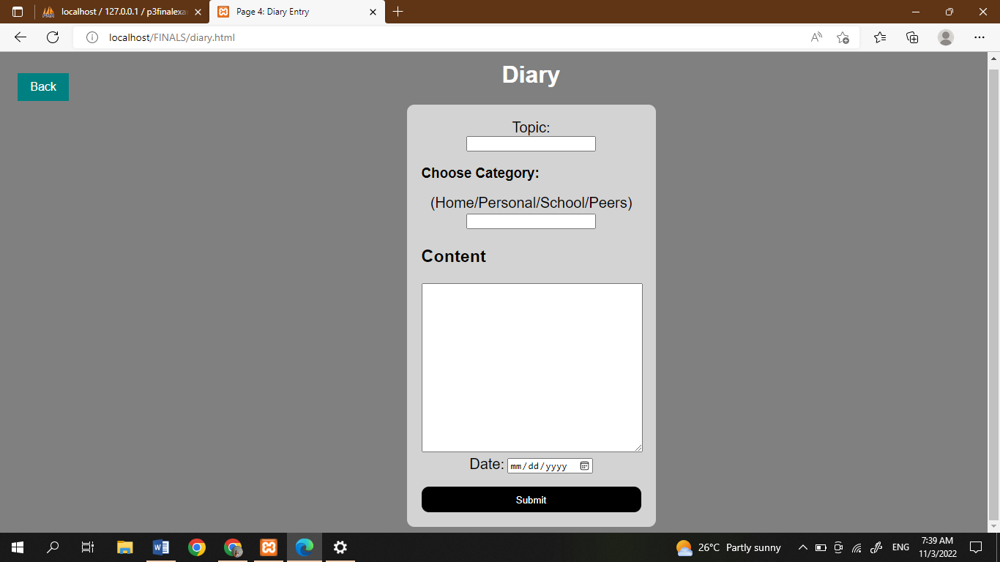 localhost / 127.0.0.1 / p3finalexa
Page 4: Diary Entry
localhost/FINALS/diary.html
Back
Diary
Topic:
Choose Category:
(Home/Personal/School/Peers)
Content
Date: mm/dd/yyyy
Submit
26°C Partly sunny
ENG
7:39 AM
11/3/2022